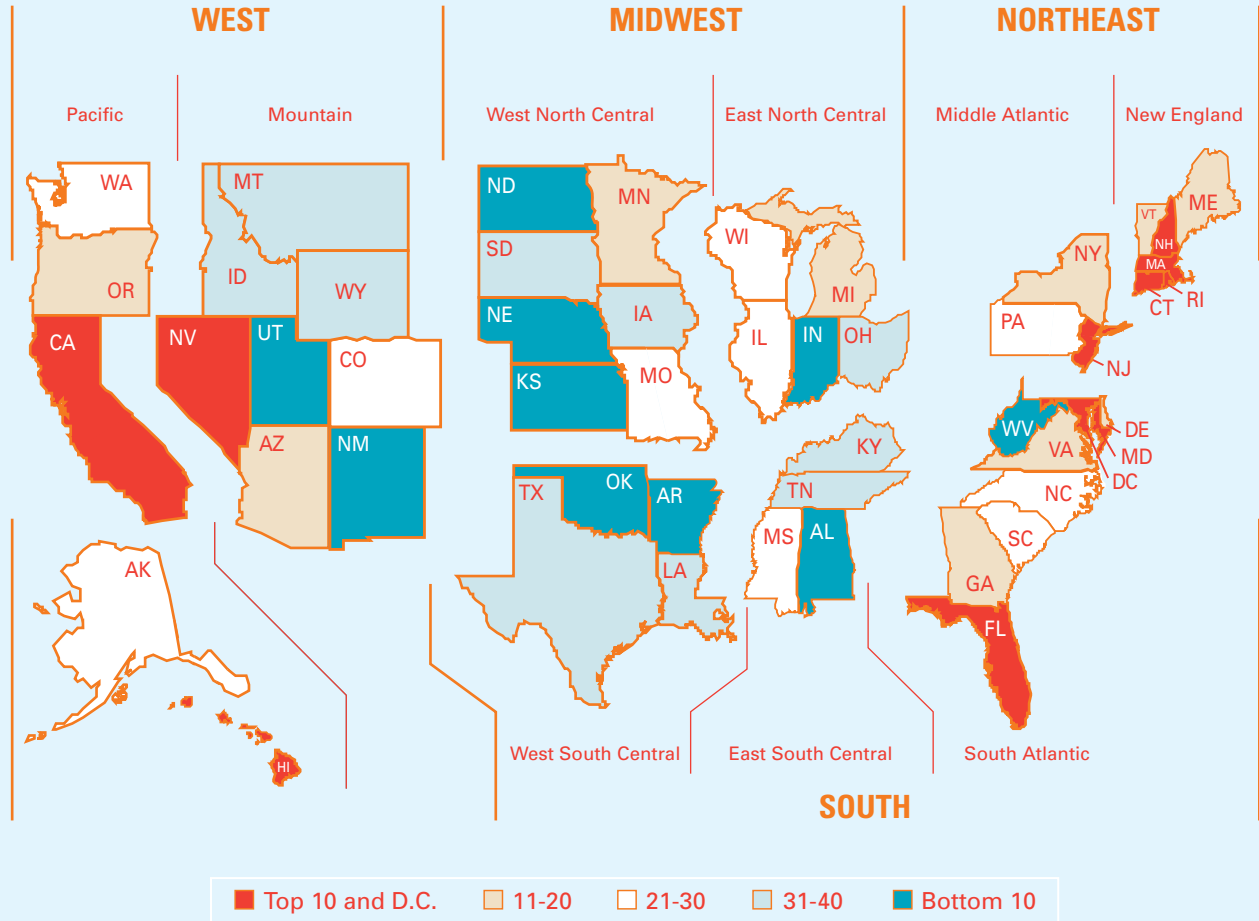 WEST MIDWEST NORTHEAST
Pacific Mountain West North Central East North Central Middle Atlantic New England
WA MT ND MN WI ME
VT
NH
OR ID WY SD IA MI NY MA
RI
CT
CA NV UT CO NE KS MO IL IN OH PA NJ
AZ NM OK AR KY WV VA DE
MD
DC
TX TN NC
LA MS AL SC
GA
AK FL
HI
West South Central East South Central South Atlantic
SOUTH
Top 10 and D.C. 11-20 21-30 31-40 Bottom 10